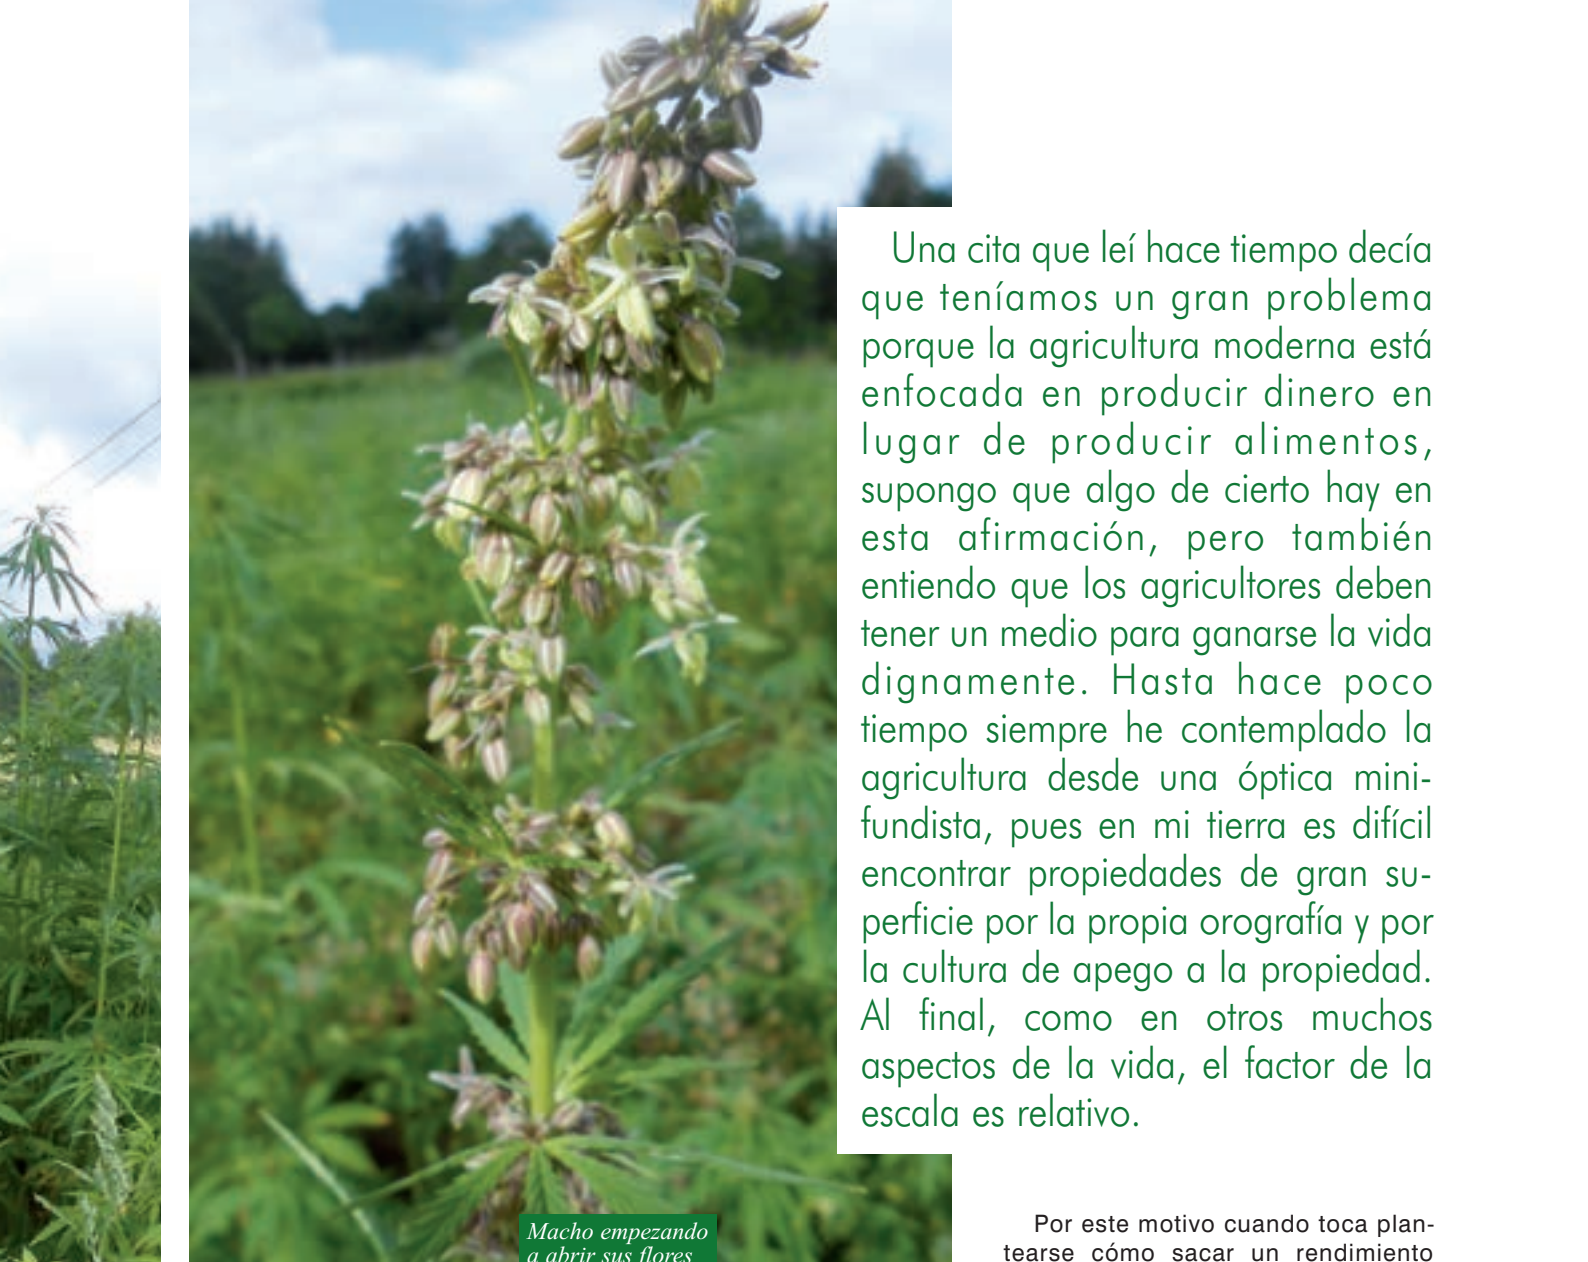 Una cita que leí hace tiempo decía
que teníamos un gran problema
porque la agricultura moderna está
enfocada en producir dinero en
lugar de producir alimentos,
supongo que algo de cierto hay en
esta afirmación, pero también
entiendo que los agricultores deben
tener un medio para ganarse la vida
dignamente. Hasta hace poco
tiempo siempre he contemplado la
agricultura desde una óptica mini-
fundista, pues en mi tierra es difícil
encontrar propiedades de gran su-
perficie por la propia orografía y por
la cultura de apego a la propiedad.
Al final, como en otros muchos
aspectos de la vida, el factor de la
escala es relativo.
Por este motivo cuando toca plan-
tearse cómo sacar un rendimiento
Macho empezando
a abrir sus flores